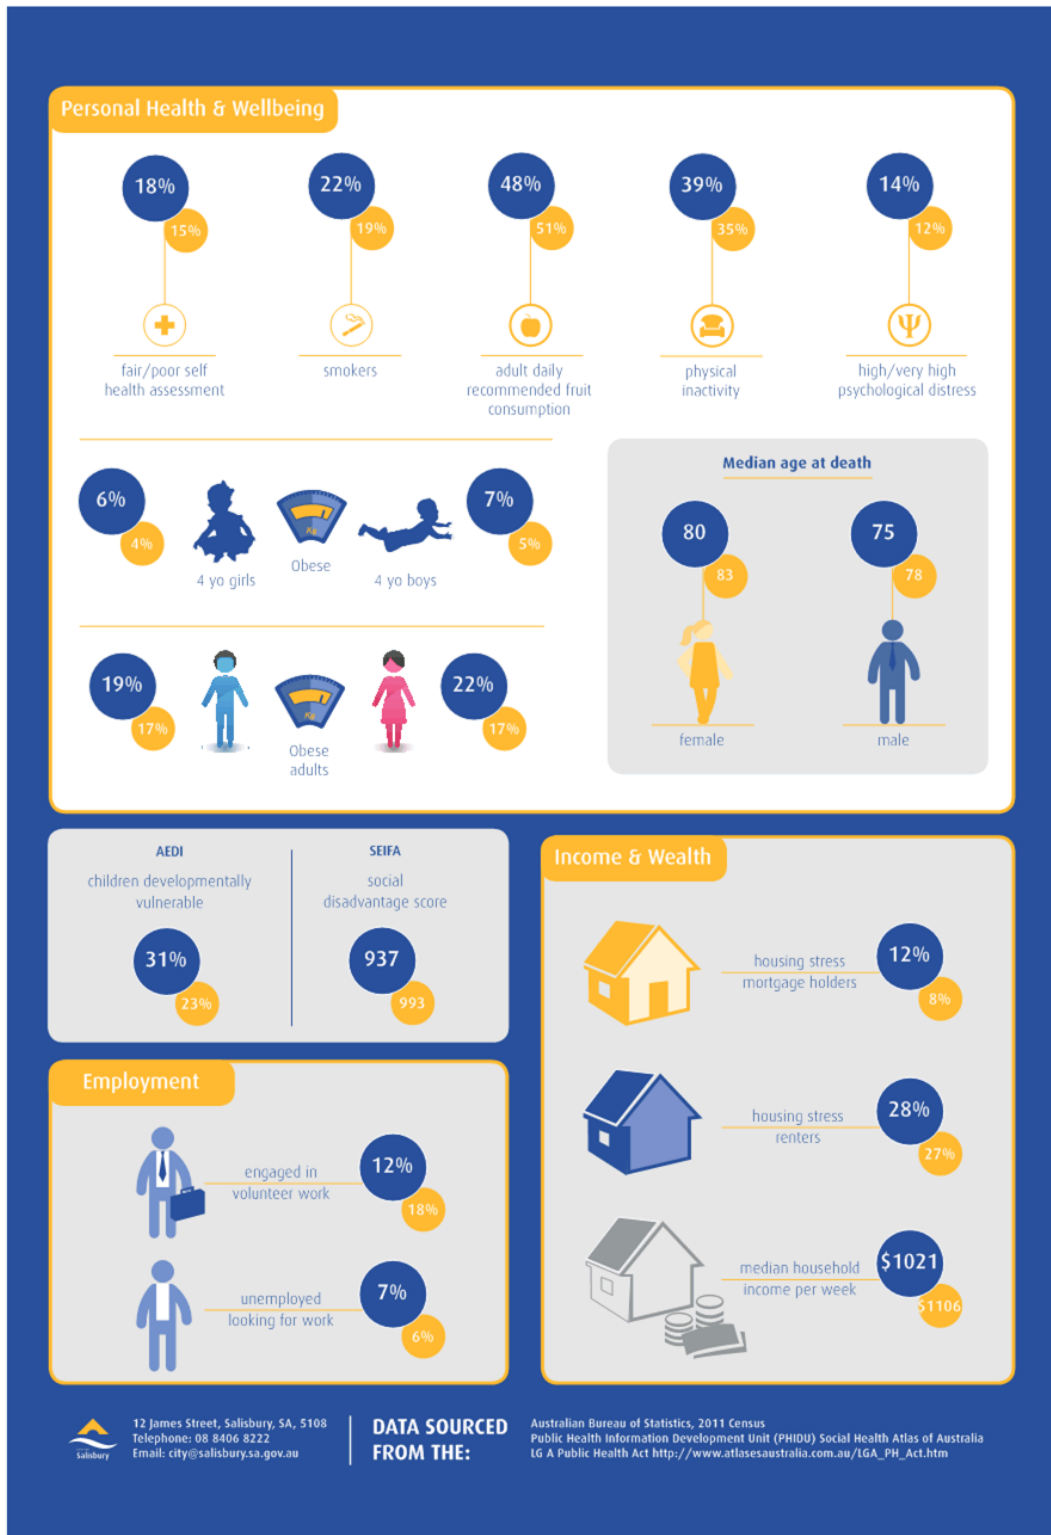 Personal Health & Wellbeing
18%
15%
fair/poor self
health assessment
22%
19%
smokers
48%
51%
adult daily
recommended fruit
consumption
39%
35%
physical
inactivity
14%
12%
high/very high
psychological distress
6%
4%
4 yo girls
Kg
Obese
4 yo boys
7%
5%
19%
17%
Kg
Obese
adults
22%
17%
Median age at death
80
83
female
75
78
male
AEDI
children developmentally
vulnerable
31%
23%
SEIFA
social
disadvantage score
937
993
Employment
engaged in
volunteer work
12%
18%
unemployed
looking for work
7%
6%
Income & Wealth
housing stress
mortgage holders
12%
8%
housing stress
renters
28%
27%
median household
income per week
$1021
$1106
Salisbury
12 James Street, Salisbury, SA, 5108
Telephone: 08 8406 8222
Email: city@salisbury.sa.gov.au
DATA SOURCED
FROM THE:
Australian Bureau of Statistics, 2011 Census
Public Health Information Development Unit (PHIDU) Social Health Atlas of Australia
LG A Public Health Act http://www.atlasesaustralia.com.au/LGA_PH_Act.htm